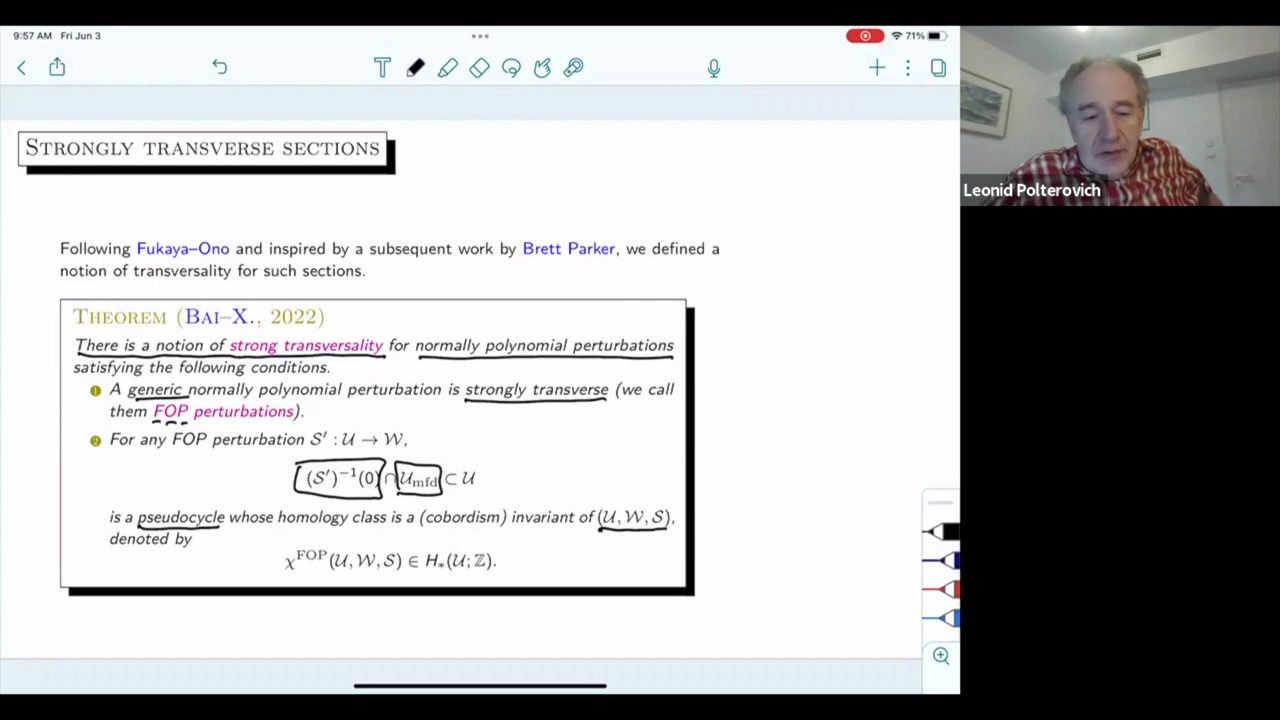 9:57 AM Fri Jun 3
71%
STRONGLY TRANSVERSE SECTIONS
Following Fukaya–Ono and inspired by a subsequent work by Brett Parker, we defined a
notion of transversality for such sections.
THEOREM (BAI–X., 2022)
There is a notion of strong transversality for normally polynomial perturbations
satisfying the following conditions.
1 A generic normally polynomial perturbation is strongly transverse (we call
them FOP perturbations).
2 For any FOP perturbation S′ : U → W,
(S′)⁻¹(0) ∩ U_mfd ⊂ U
is a pseudocycle whose homology class is a (cobordism) invariant of (U, W, S),
denoted by
χ^FOP(U, W, S) ∈ H_*(U; ℤ).
Leonid Polterovich